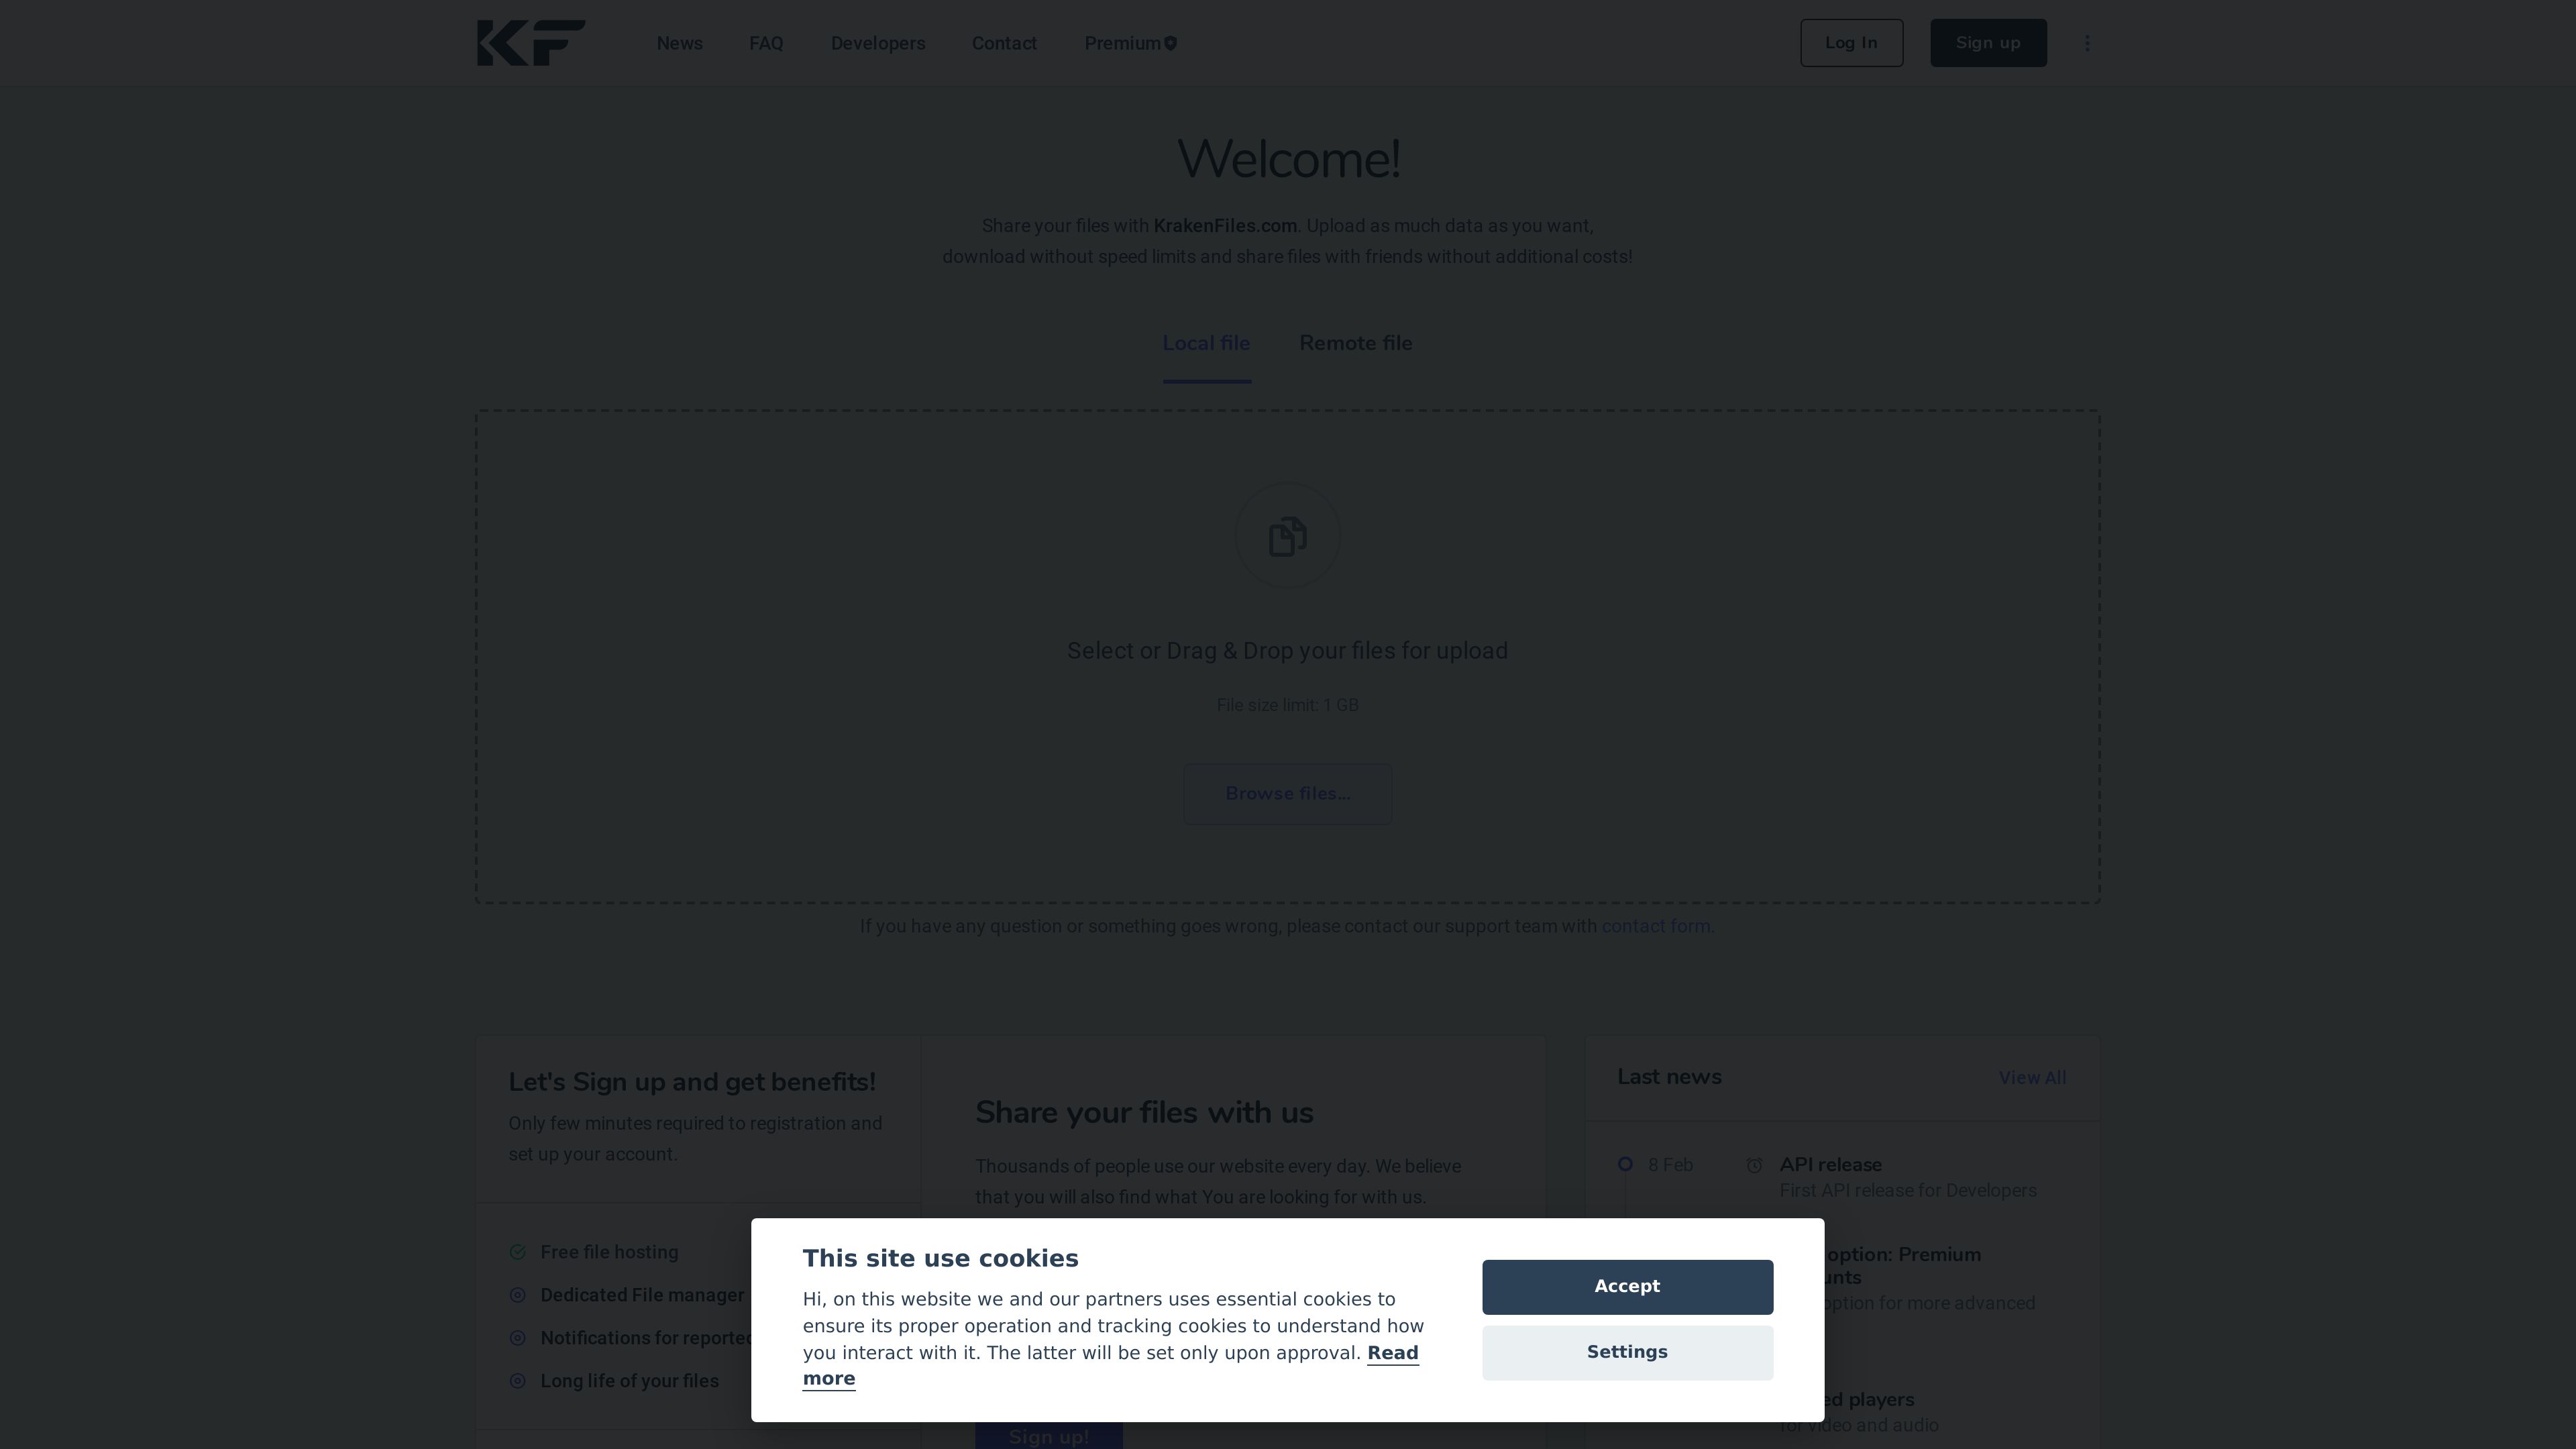 KF
News
FAQ
Developers
Contact
Premium
Log In
Sign up
Welcome!
Share your files with KrakenFiles.com. Upload as much data as you want,
download without speed limits and share files with friends without additional costs!
Local file
Remote file
Select or Drag & Drop your files for upload
File size limit: 1 GB
Browse files...
If you have any question or something goes wrong, please contact our support team with contact form.
Let's Sign up and get benefits!
Only few minutes required to registration and
set up your account.
Free file hosting
Dedicated File manager
Notifications for reported
Long life of your files
Share your files with us
Thousands of people use our website every day. We believe
that you will also find what You are looking for with us.
Sign up!
Last news
View All
8 Feb
API release
First API release for Developers
option: Premium
option for more advanced
players
for video and audio
This site use cookies
Hi, on this website we and our partners uses essential cookies to
ensure its proper operation and tracking cookies to understand how
you interact with it. The latter will be set only upon approval. Read
more
Accept
Settings